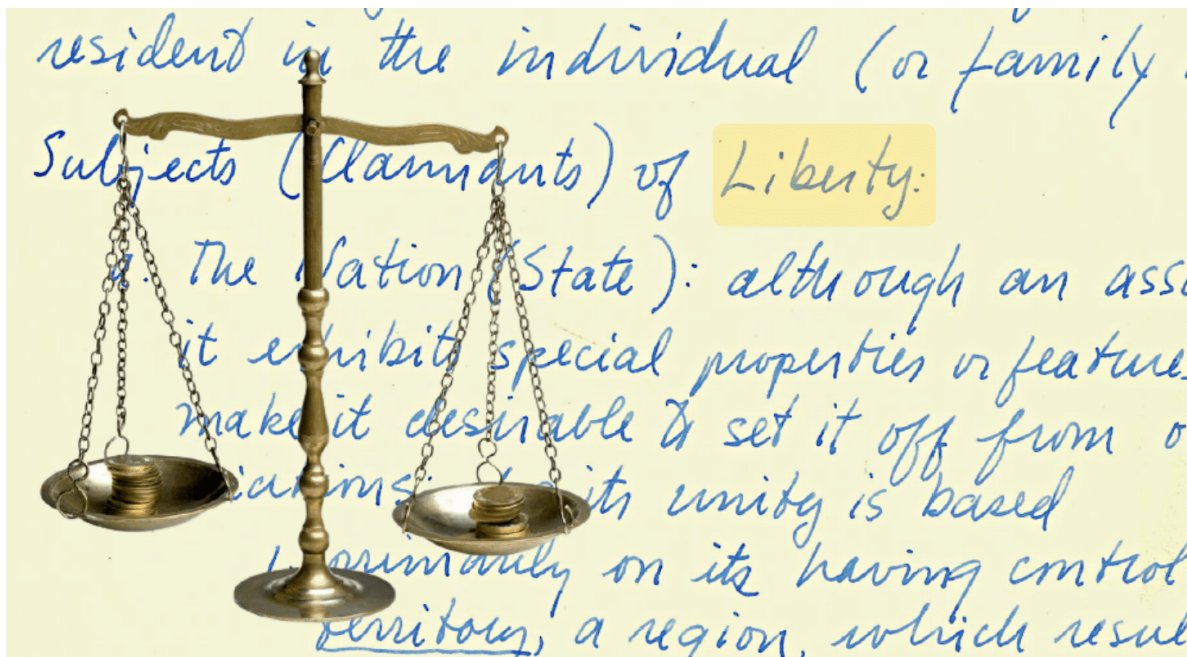 resident in the individual (or family
Subjects (Claimants) of Liberty:
a. The Nation (State): although an ass
it exhibits special properties or features
make it desirable to set it off from o
its unity is based
primarily on its having control
territory, a region, which resul